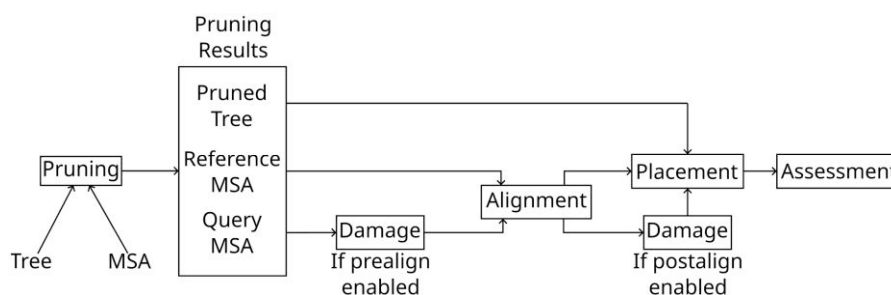 Pruning
Results
Pruned
Tree
Reference
MSA
Query
MSA
Pruning
Tree
MSA
Damage
If prealign
enabled
Alignment
Placement
Damage
If postalign
enabled
Assessment